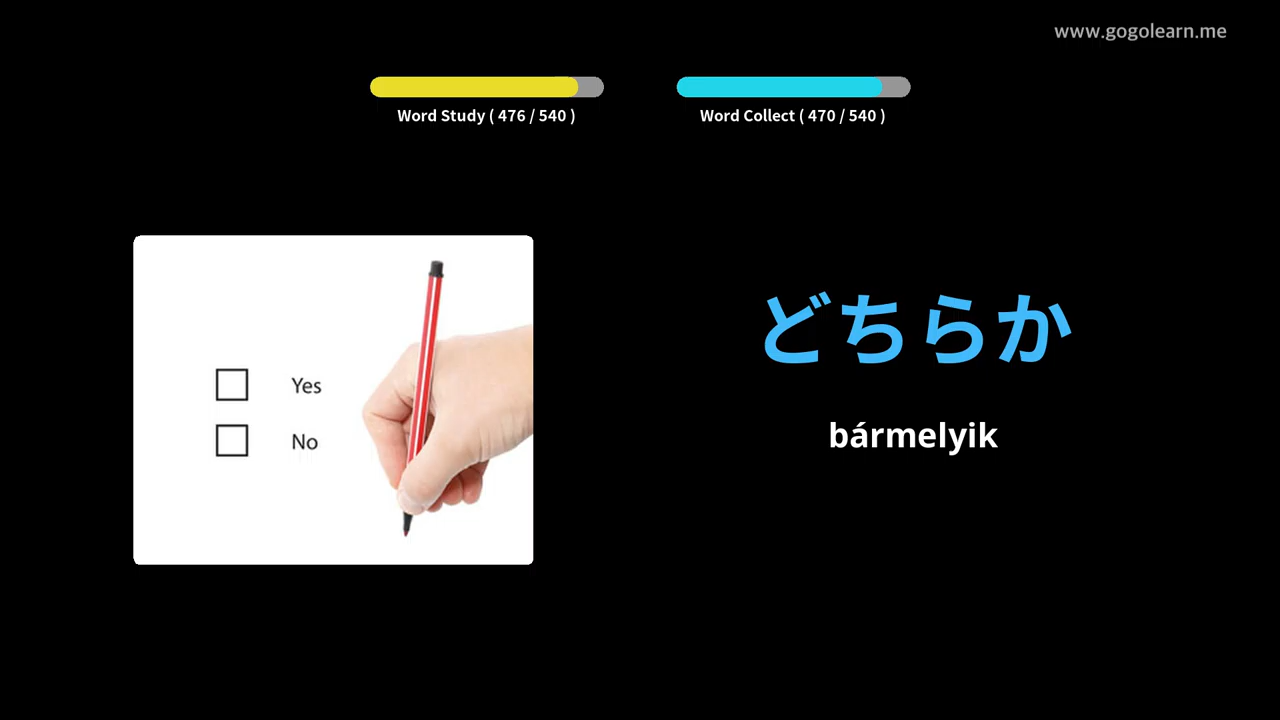 www.gogolearn.me
Word Study ( 476 / 540 )
Word Collect ( 470 / 540 )
Yes
No
どちらか
bármelyik